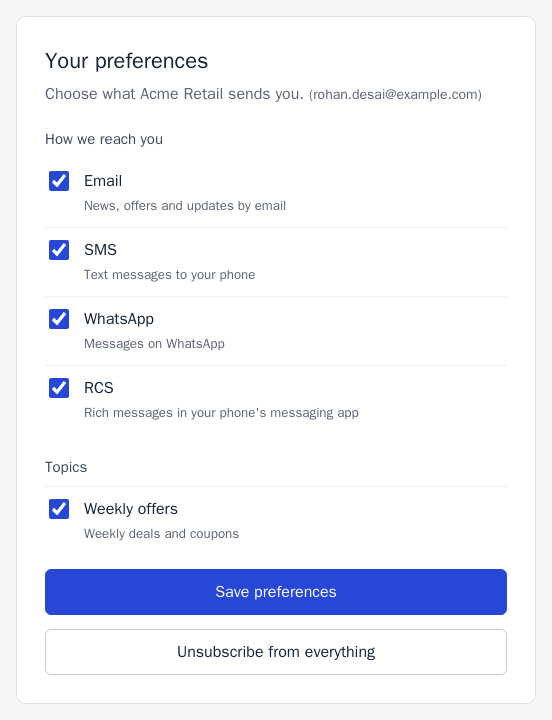 Your preferences
Choose what Acme Retail sends you. (rohan.desai@example.com)
How we reach you
Email
News, offers and updates by email
SMS
Text messages to your phone
WhatsApp
Messages on WhatsApp
RCS
Rich messages in your phone's messaging app
Topics
Weekly offers
Weekly deals and coupons
Save preferences
Unsubscribe from everything